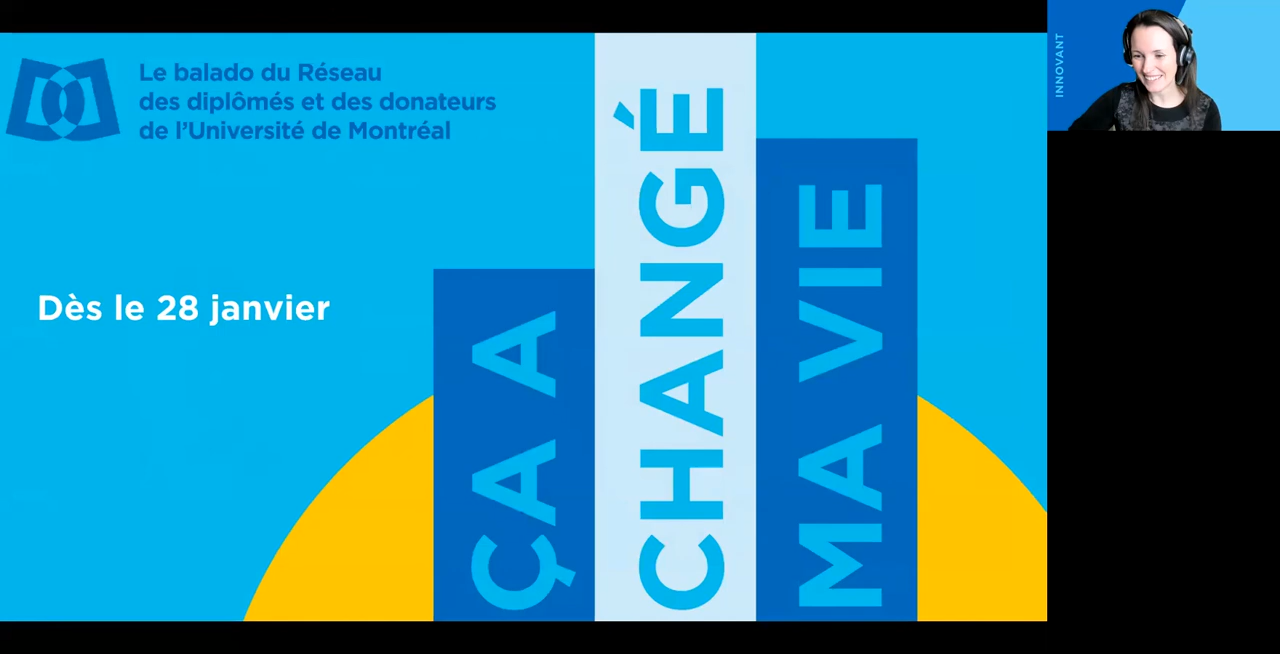 Le balado du Réseau
des diplômés et des donateurs
de l'Université de Montréal
Dès le 28 janvier
ÇA A
CHANGÉ
MA VIE
INNOVANT